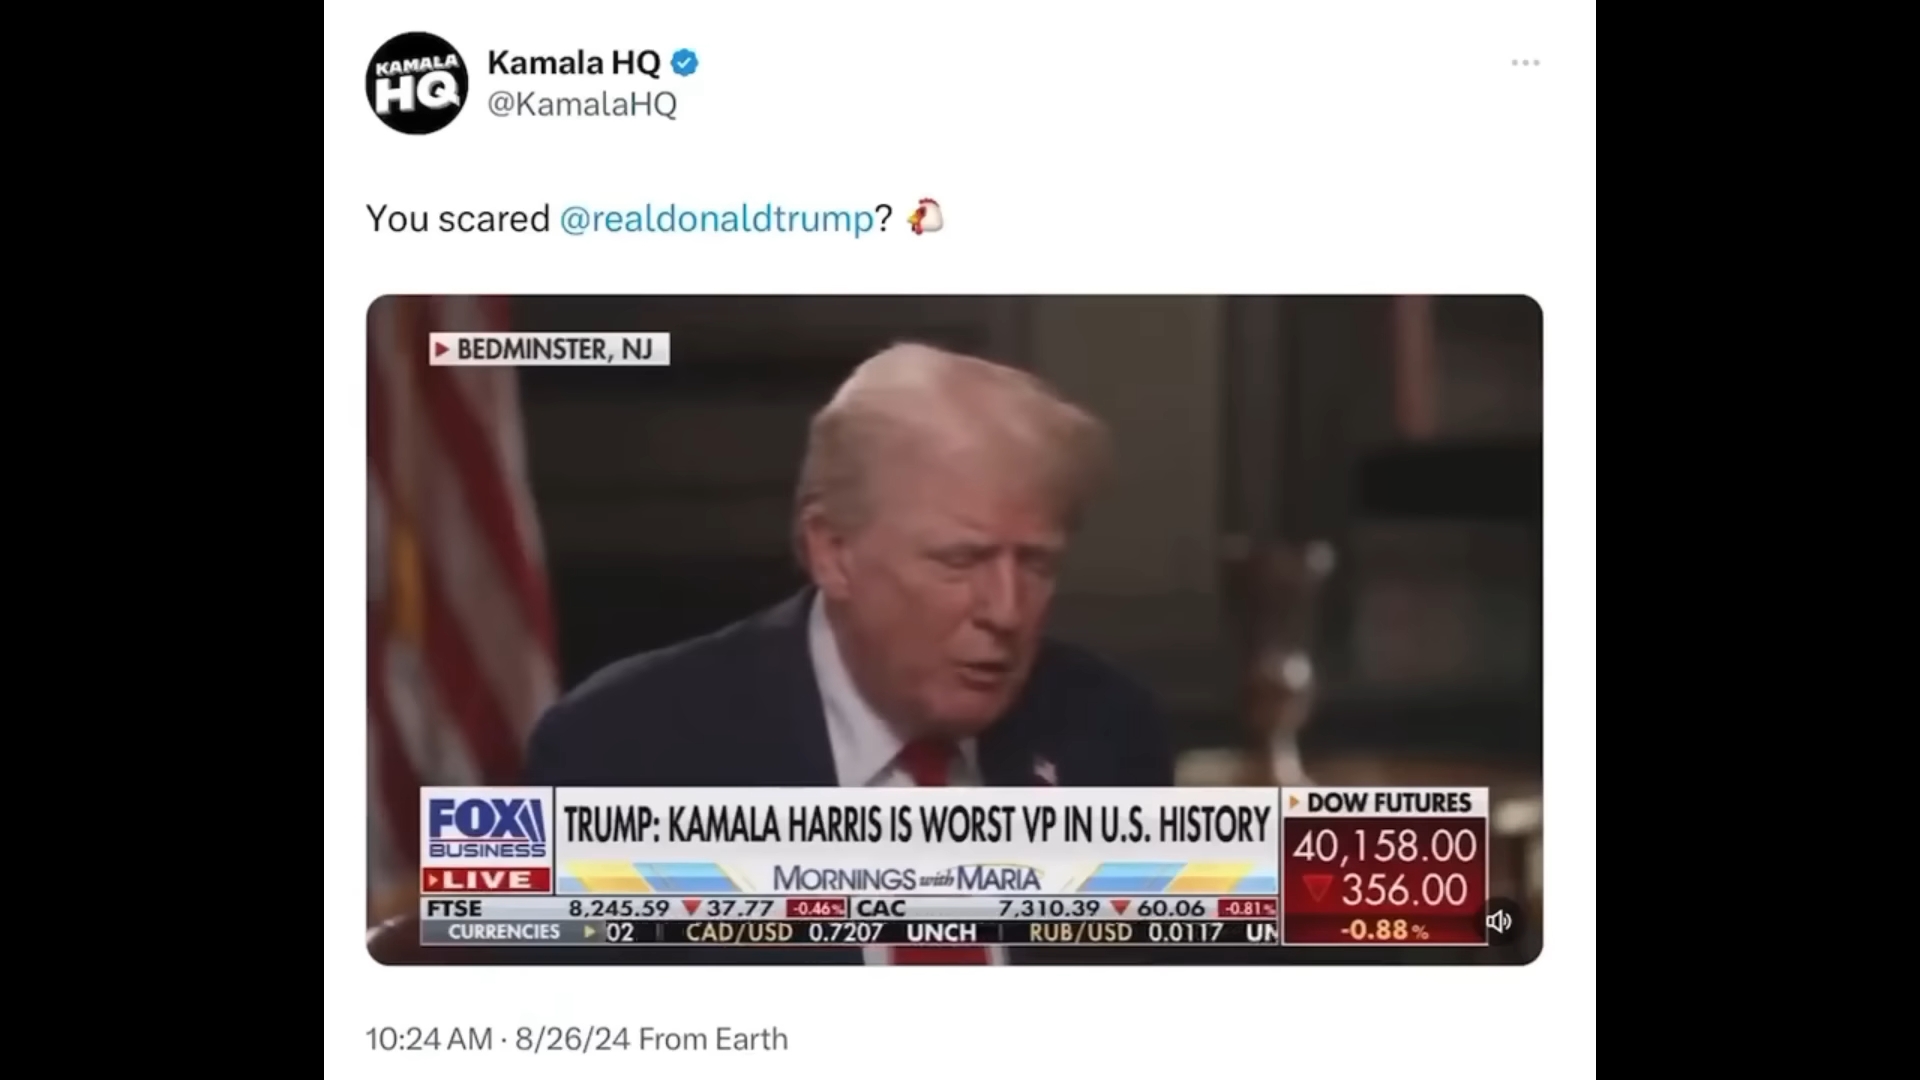 KAMALA
HQ
Kamala HQ
@KamalaHQ
You scared @realdonaldtrump?
BEDMINSTER, NJ
FOX
BUSINESS
LIVE
TRUMP: KAMALA HARRIS IS WORST VP IN U.S. HISTORY
MORNINGS with MARIA
DOW FUTURES
40,158.00
356.00
-0.88%
FTSE 8,245.59 37.77 -0.46% CAC 7,310.39 60.06 -0.81%
CURRENCIES 02 CAD/USD 0.7207 UNCH RUB/USD 0.0117 UN
10:24 AM · 8/26/24 From Earth